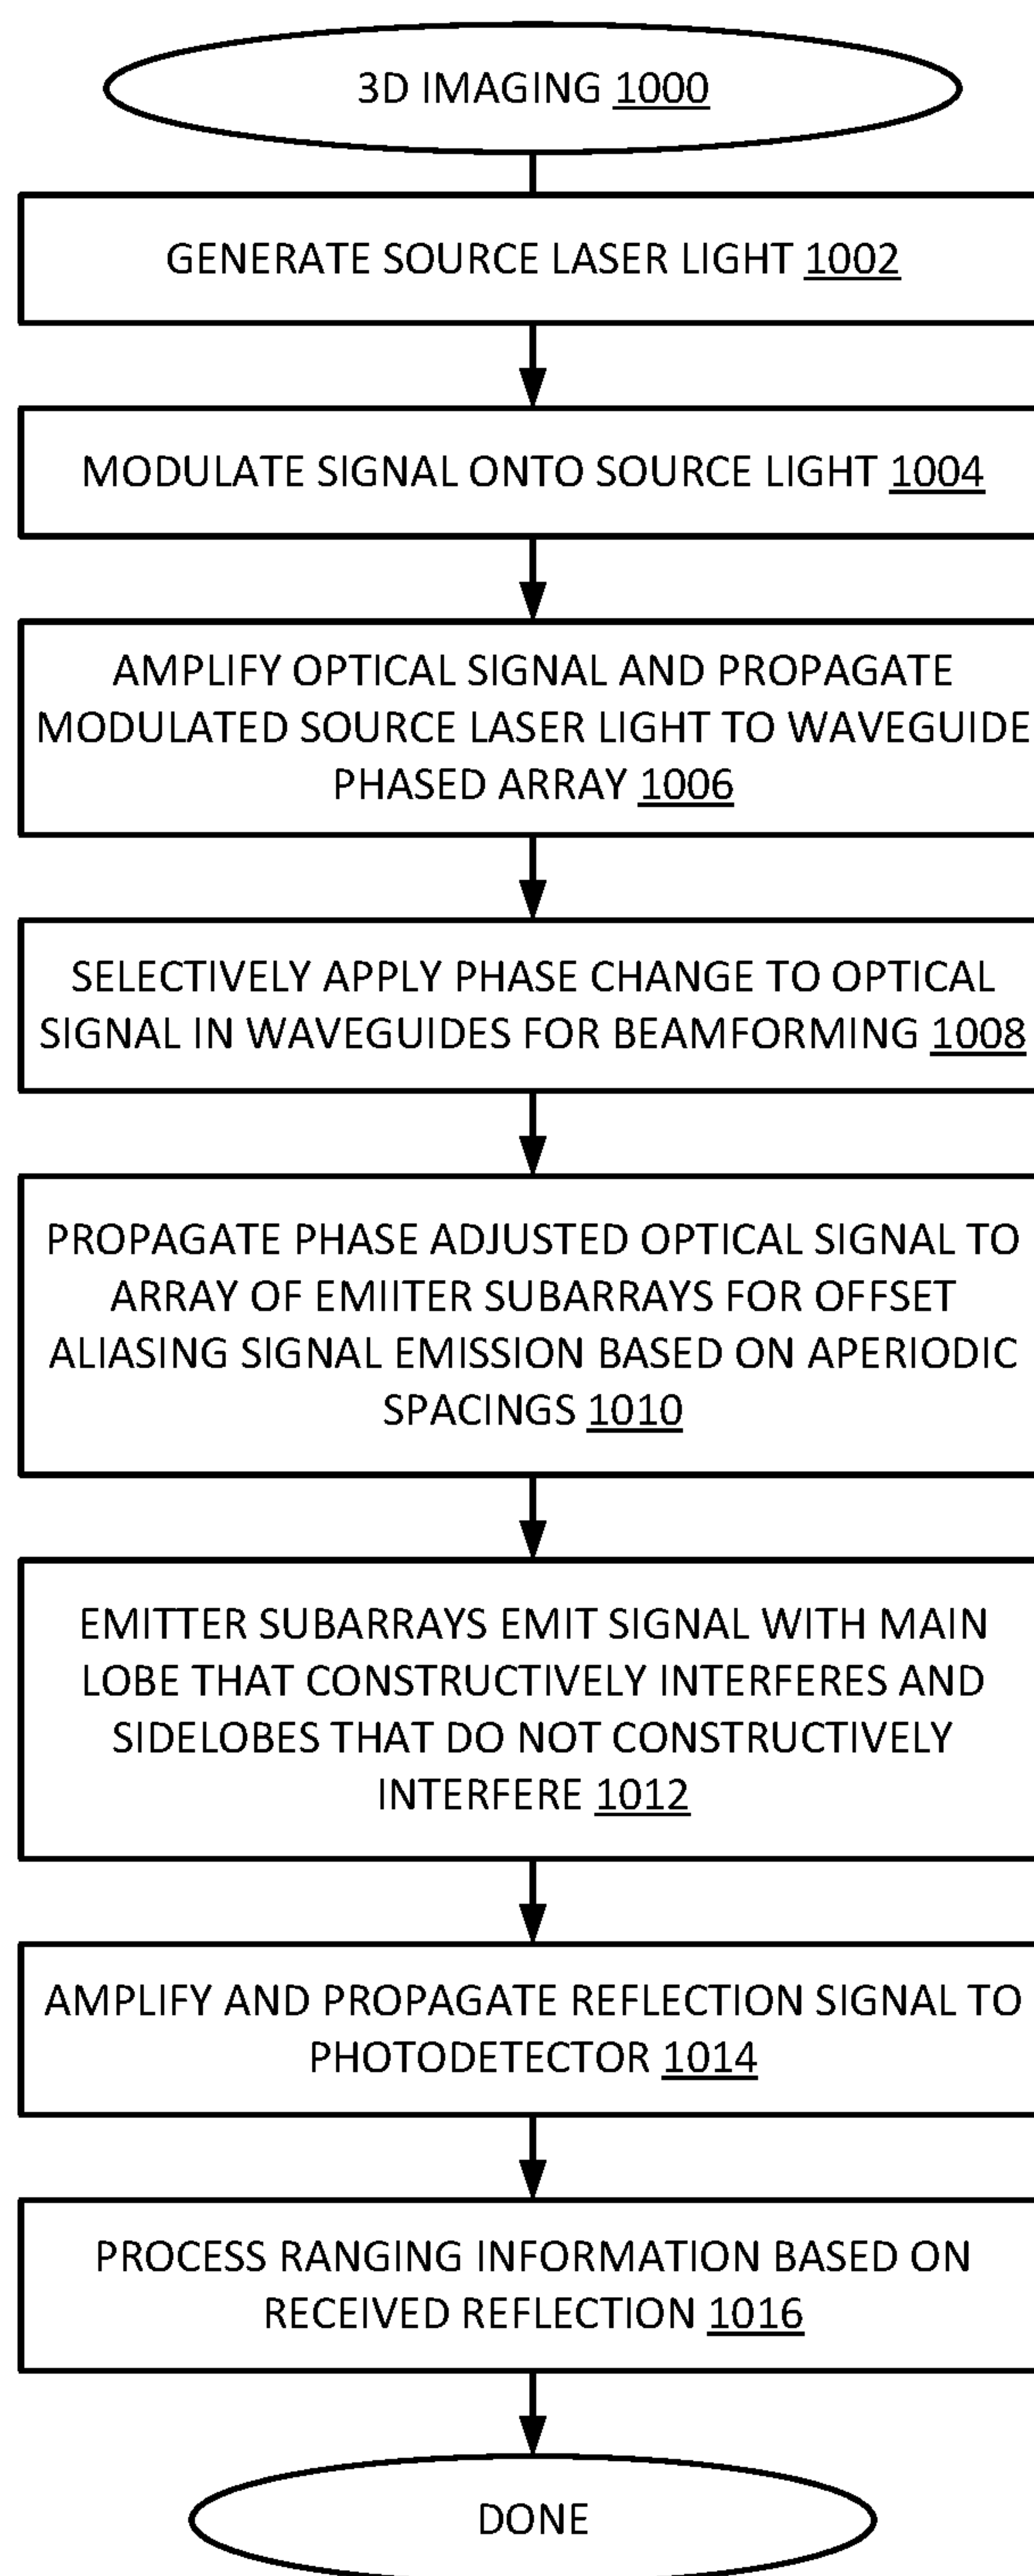 3D IMAGING 1000
GENERATE SOURCE LASER LIGHT 1002
MODULATE SIGNAL ONTO SOURCE LIGHT 1004
AMPLIFY OPTICAL SIGNAL AND PROPAGATE
MODULATED SOURCE LASER LIGHT TO WAVEGUIDE
PHASED ARRAY 1006
SELECTIVELY APPLY PHASE CHANGE TO OPTICAL
SIGNAL IN WAVEGUIDES FOR BEAMFORMING 1008
PROPAGATE PHASE ADJUSTED OPTICAL SIGNAL TO
ARRAY OF EMIITER SUBARRAYS FOR OFFSET
ALIASING SIGNAL EMISSION BASED ON APERIODIC
SPACINGS 1010
EMITTER SUBARRAYS EMIT SIGNAL WITH MAIN
LOBE THAT CONSTRUCTIVELY INTERFERES AND
SIDELOBES THAT DO NOT CONSTRUCTIVELY
INTERFERE 1012
AMPLIFY AND PROPAGATE REFLECTION SIGNAL TO
PHOTODETECTOR 1014
PROCESS RANGING INFORMATION BASED ON
RECEIVED REFLECTION 1016
DONE